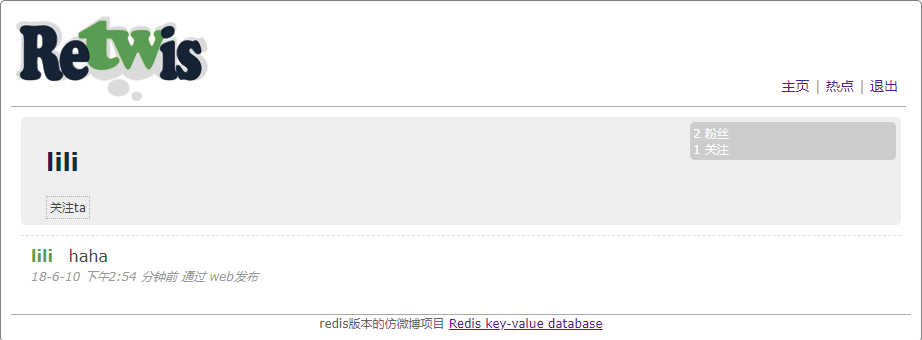 Retwis
主页 | 热点 | 退出
lili
2 粉丝
1 关注
关注ta
lili haha
18-6-10 下午2:54 分钟前 通过 web发布
redis版本的仿微博项目 Redis key-value database